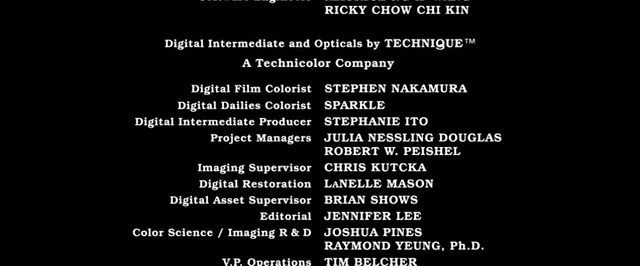 RICKY CHOW CHI KIN
Digital Intermediate and Opticals by TECHNIQUE™
A Technicolor Company
Digital Film Colorist STEPHEN NAKAMURA
Digital Dailies Colorist SPARKLE
Digital Intermediate Producer STEPHANIE ITO
Project Managers JULIA NESSLING DOUGLAS
ROBERT W. PEISHEL
Imaging Supervisor CHRIS KUTCKA
Digital Restoration LANELLE MASON
Digital Asset Supervisor BRIAN SHOWS
Editorial JENNIFER LEE
Color Science / Imaging R & D JOSHUA PINES
RAYMOND YEUNG, Ph.D.
V.P. Operations TIM BELCHER